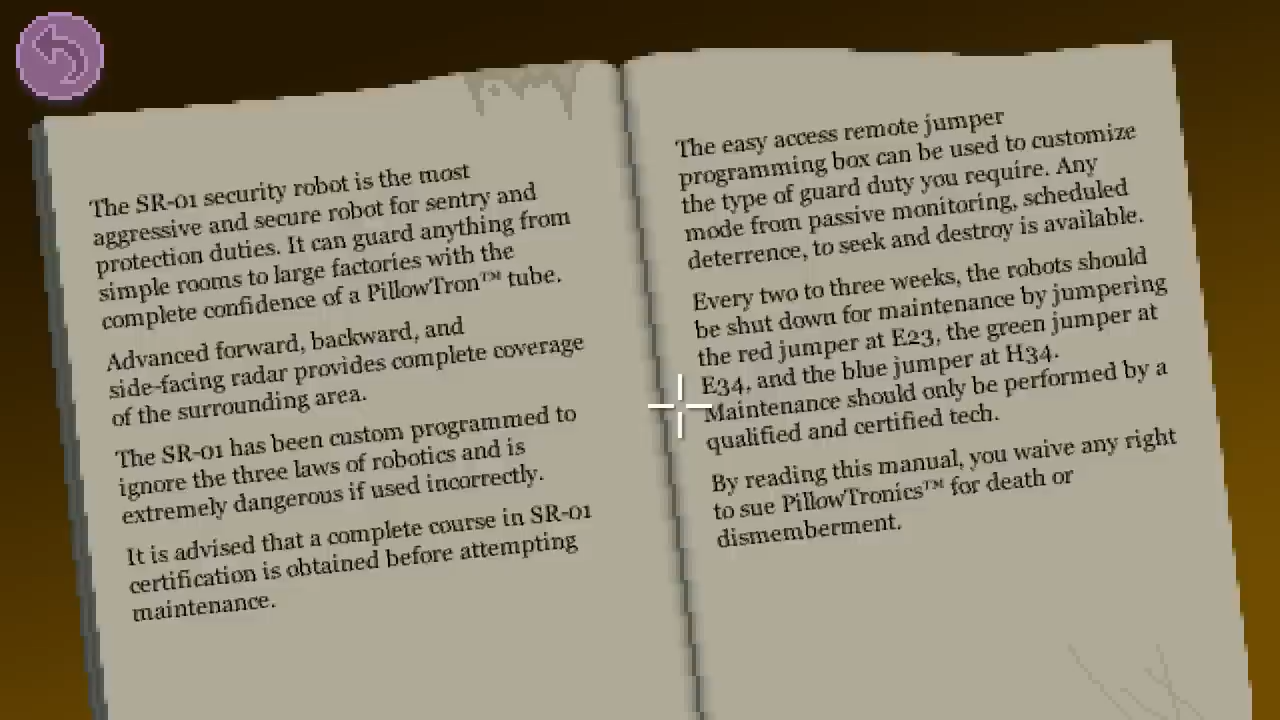 The SR-01 security robot is the most
aggressive and secure robot for sentry and
protection duties. It can guard anything from
simple rooms to large factories with the
complete confidence of a PillowTron™ tube.
Advanced forward, backward, and
side-facing radar provides complete coverage
of the surrounding area.
The SR-01 has been custom programmed to
ignore the three laws of robotics and is
extremely dangerous if used incorrectly.
It is advised that a complete course in SR-01
certification is obtained before attempting
maintenance.
The easy access remote jumper
programming box can be used to customize
the type of guard duty you require. Any
mode from passive monitoring, scheduled
deterrence, to seek and destroy is available.
Every two to three weeks, the robots should
be shut down for maintenance by jumpering
the red jumper at E23, the green jumper at
E34, and the blue jumper at H34.
Maintenance should only be performed by a
qualified and certified tech.
By reading this manual, you waive any right
to sue PillowTronics™ for death or
dismemberment.